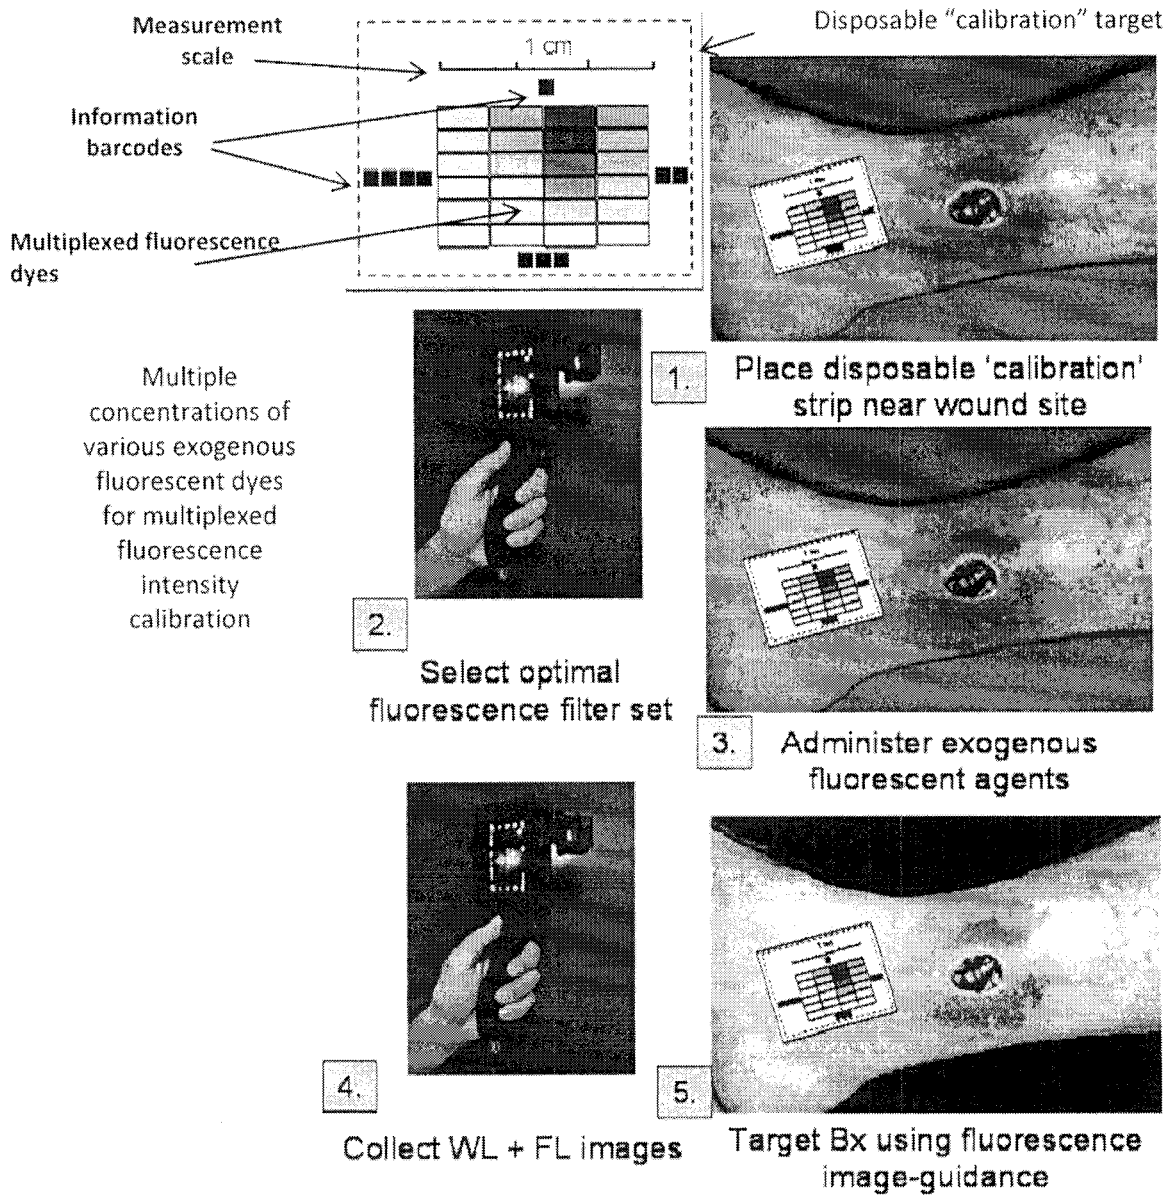 Measurement
scale
1 cm
Disposable “calibration” target
Information
barcodes
Multiplexed fluorescence
dyes
Multiple
concentrations of
various exogenous
fluorescent dyes
for multiplexed
fluorescence
intensity
calibration
1.
Place disposable 'calibration'
strip near wound site
2.
Select optimal
fluorescence filter set
3.
Administer exogenous
fluorescent agents
4.
Collect WL + FL images
5.
Target Bx using fluorescence
image-guidance